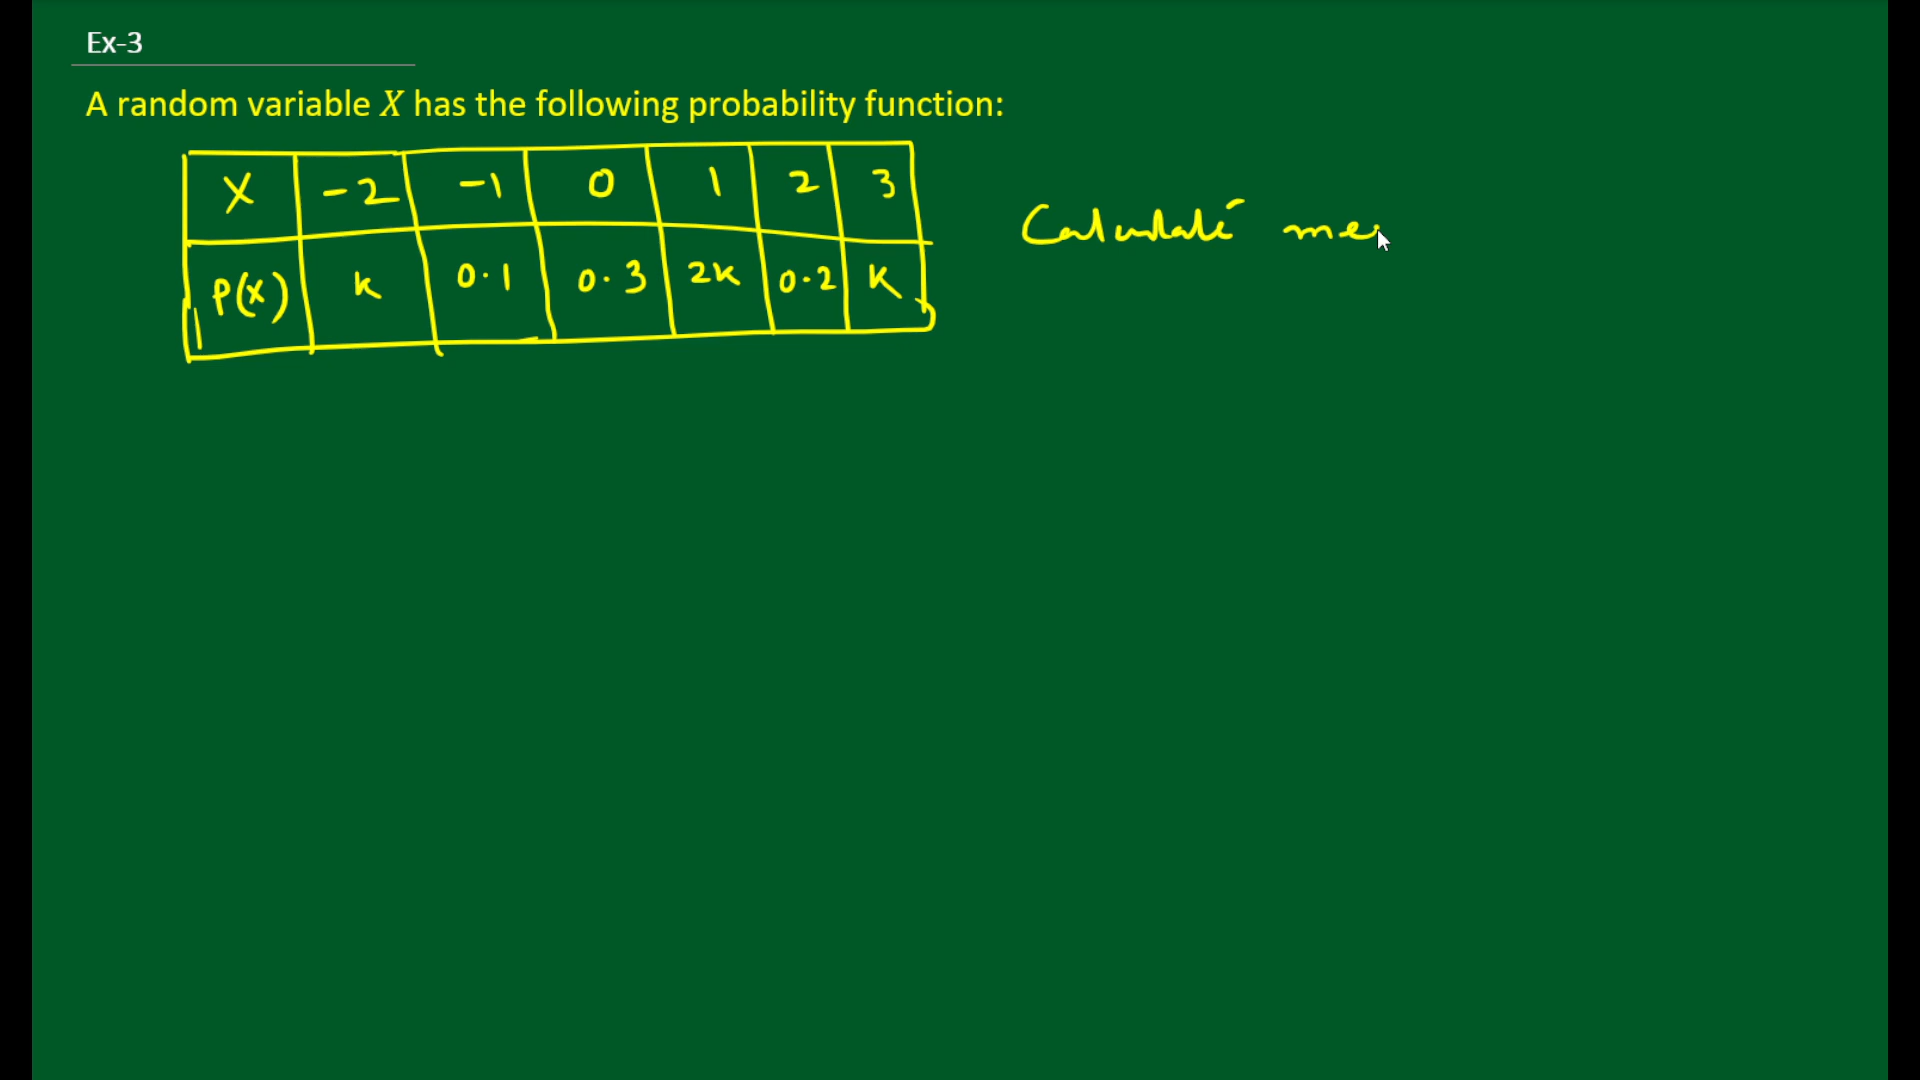 Ex-3
A random variable X has the following probability function:
X -2 -1 0 1 2 3
P(x) k 0.1 0.3 2k 0.2 k
Calculate me